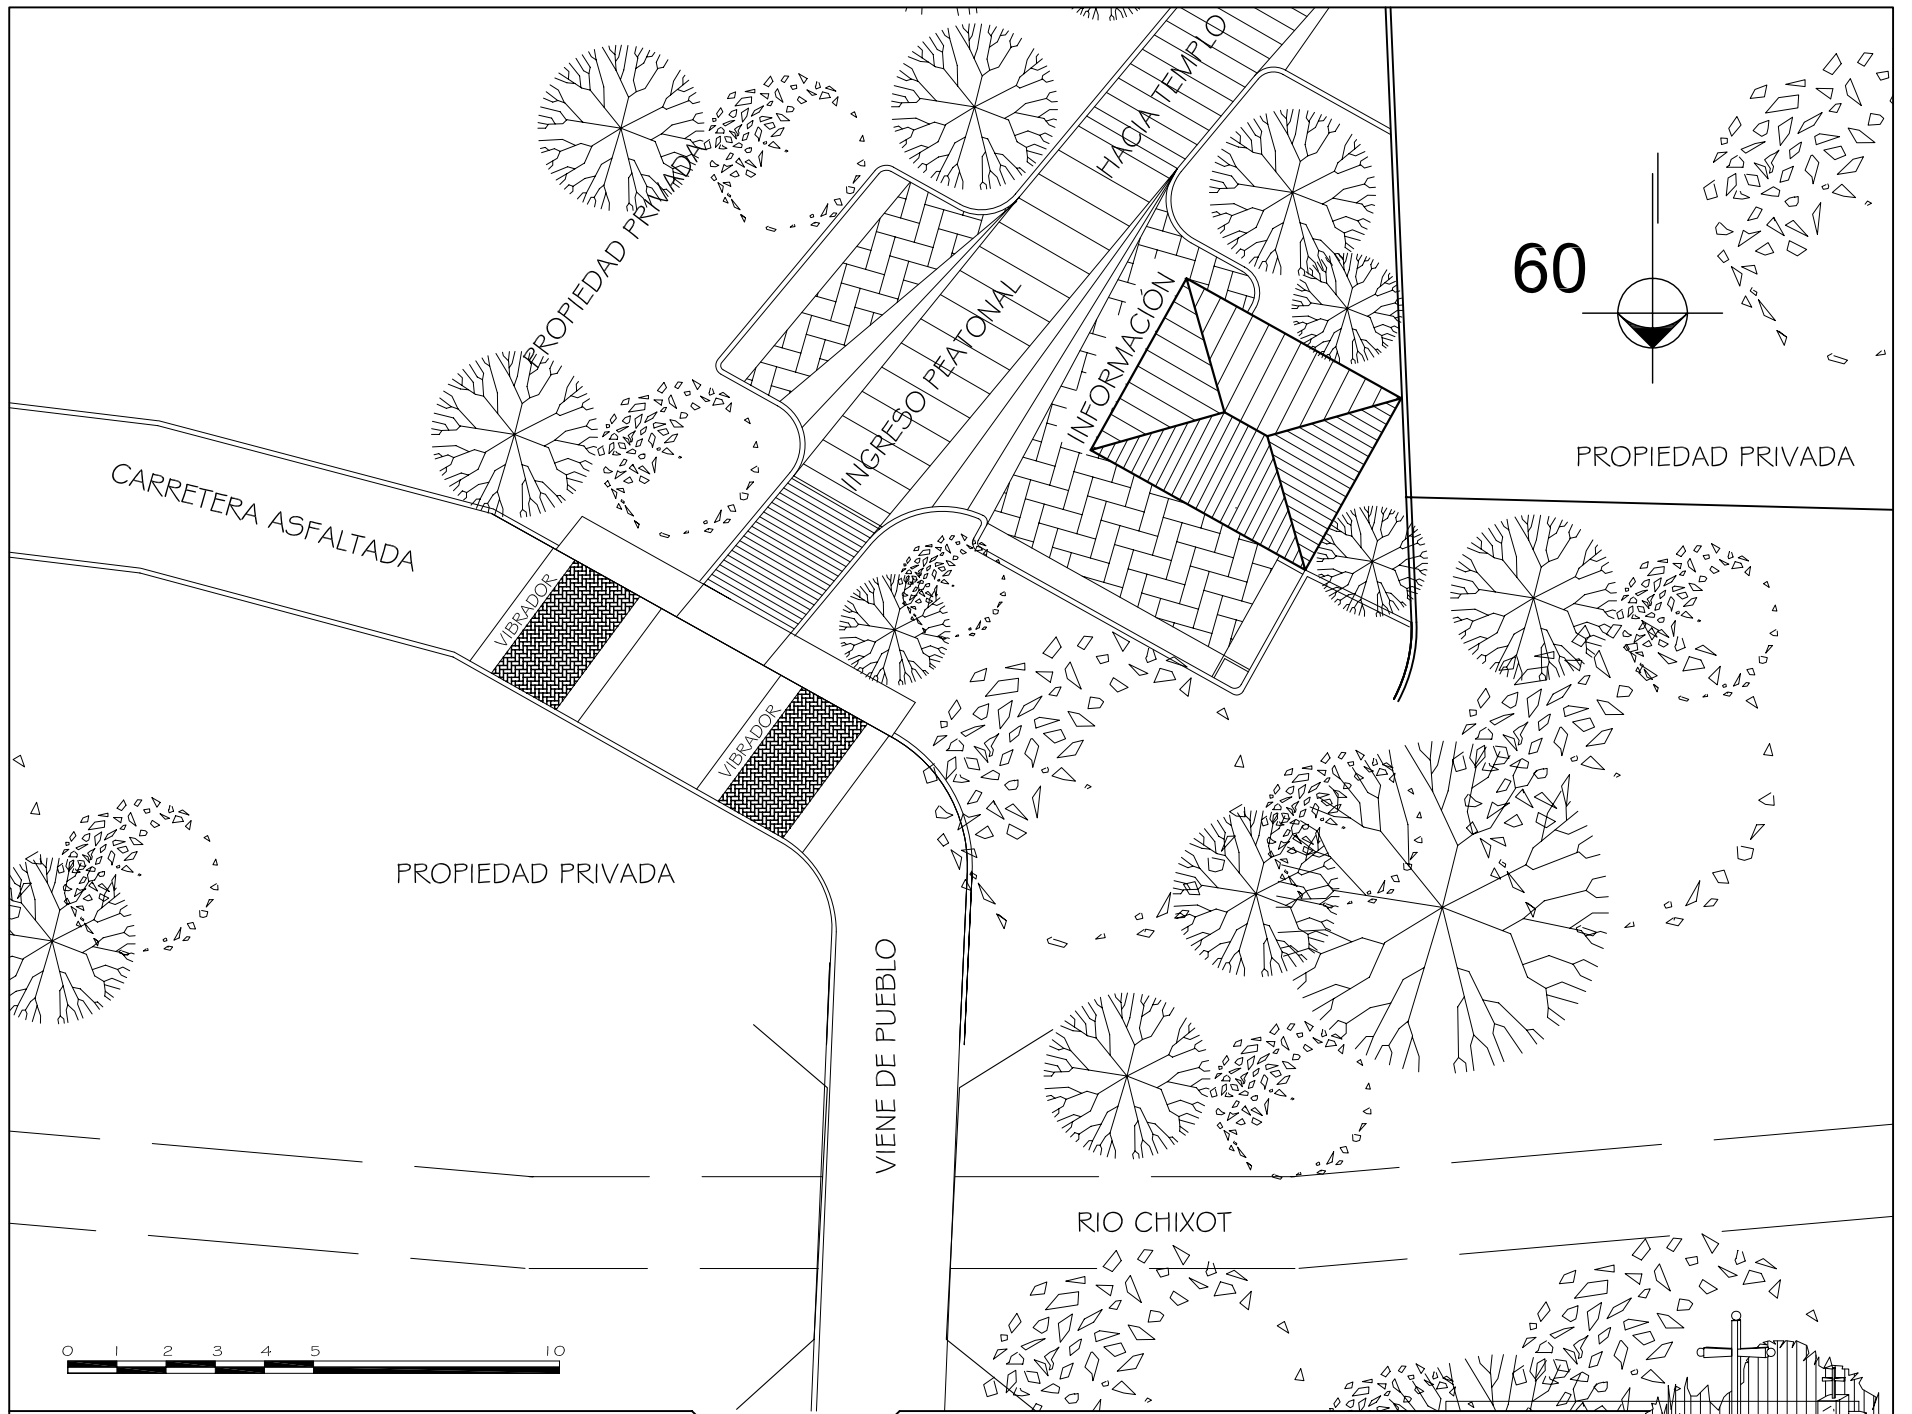 HACIA TEMPLO
PROPIEDAD PRIVADA
60
INGRESO PEATONAL
INFORMACIÓN
PROPIEDAD PRIVADA
CARRETERA ASFALTADA
VIBRADOR
VIBRADOR
PROPIEDAD PRIVADA
VIENE DE PUEBLO
RIO CHIXOT
0 1 2 3 4 5 10